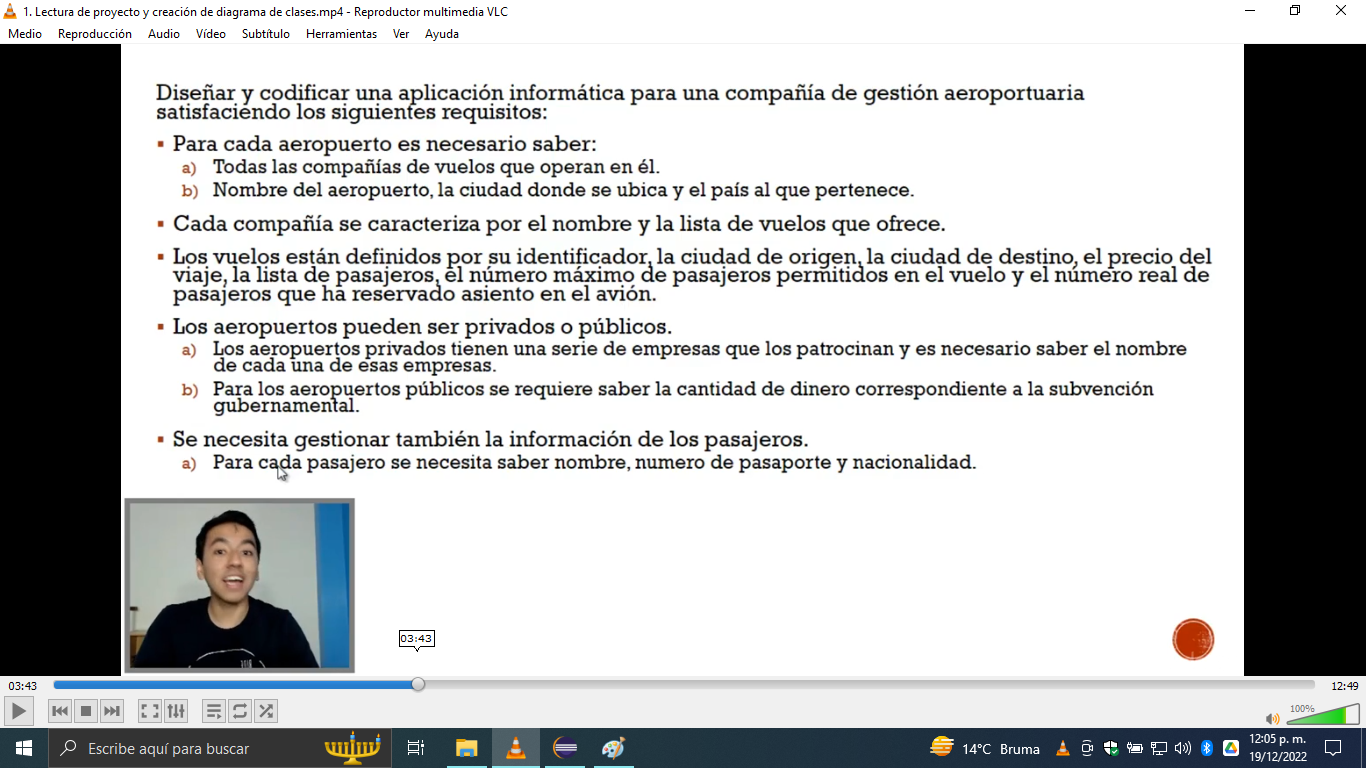 1. Lectura de proyecto y creación de diagrama de clases.mp4 - Reproductor multimedia VLC
Medio Reproducción Audio Vídeo Subtítulo Herramientas Ver Ayuda
Diseñar y codificar una aplicación informática para una compañía de gestión aeroportuaria
satisfaciendo los siguientes requisitos:
▪ Para cada aeropuerto es necesario saber:
a) Todas las compañías de vuelos que operan en él.
b) Nombre del aeropuerto, la ciudad donde se ubica y el país al que pertenece.
▪ Cada compañía se caracteriza por el nombre y la lista de vuelos que ofrece.
▪ Los vuelos están definidos por su identificador, la ciudad de origen, la ciudad de destino, el precio del
viaje, la lista de pasajeros, el número máximo de pasajeros permitidos en el vuelo y el número real de
pasajeros que ha reservado asiento en el avión.
▪ Los aeropuertos pueden ser privados o públicos.
a) Los aeropuertos privados tienen una serie de empresas que los patrocinan y es necesario saber el nombre
de cada una de esas empresas.
b) Para los aeropuertos públicos se requiere saber la cantidad de dinero correspondiente a la subvención
gubernamental.
▪ Se necesita gestionar también la información de los pasajeros.
a) Para cada pasajero se necesita saber nombre, numero de pasaporte y nacionalidad.
03:43
03:43
12:49
100%
Escribe aquí para buscar
14°C Bruma
12:05 p. m.
19/12/2022